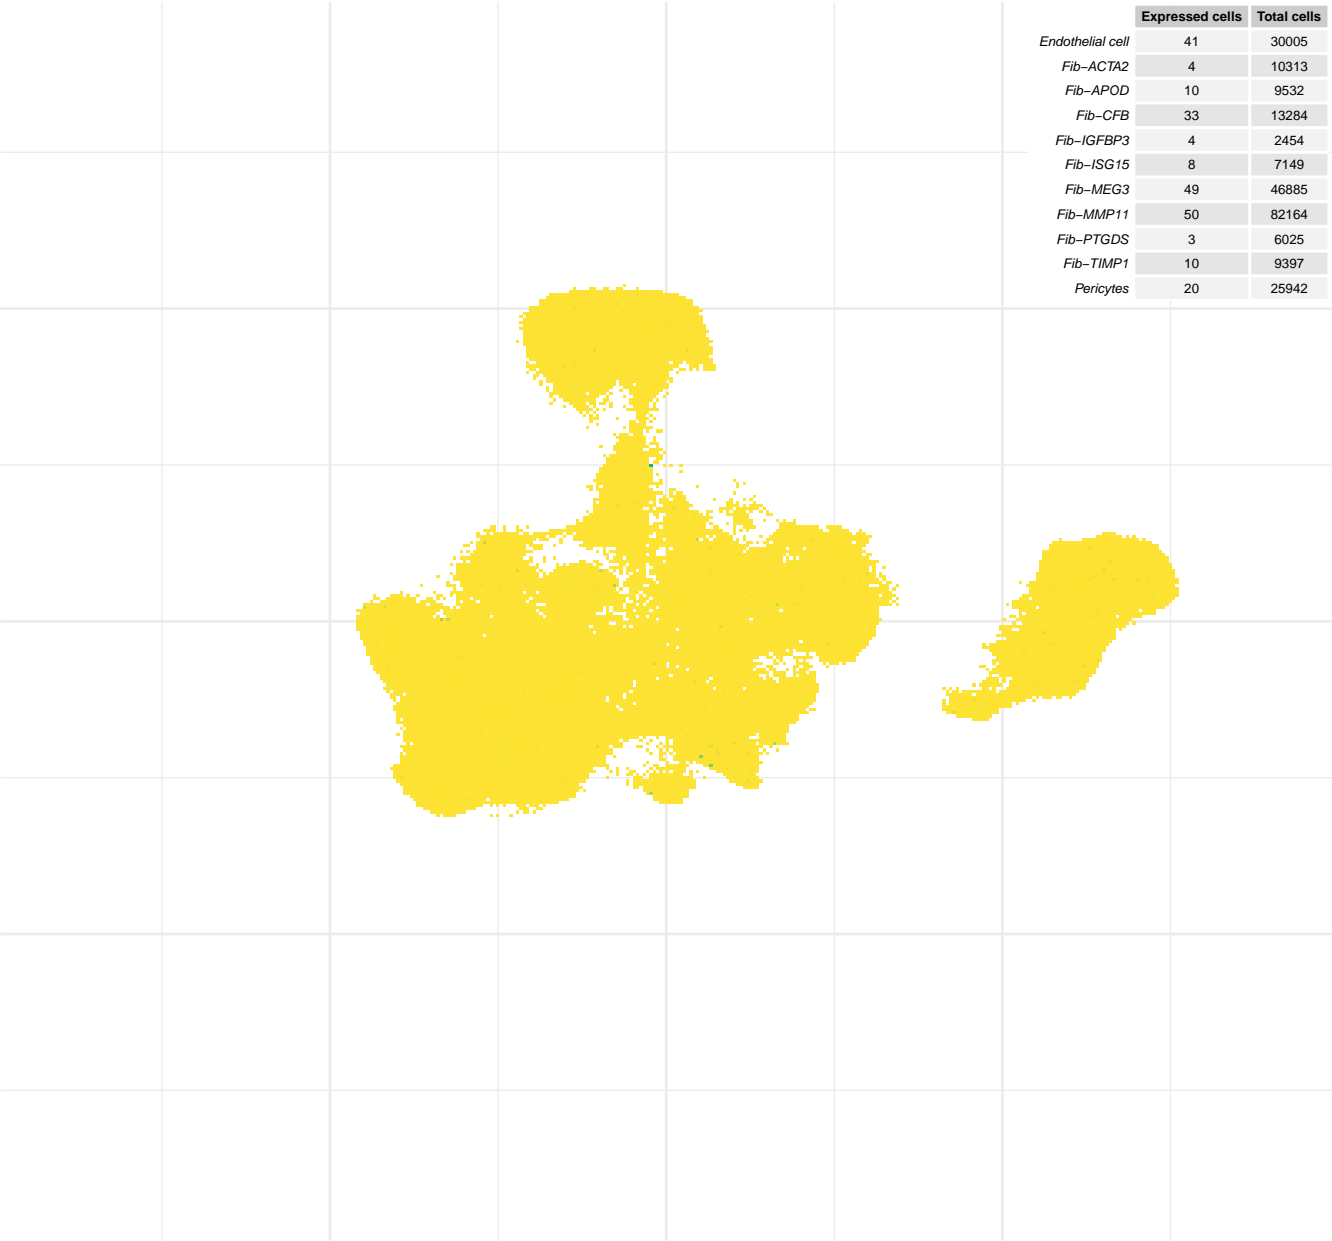 Expressed cells Total cells
Endothelial cell 41 30005
Fib−ACTA2 4 10313
Fib−APOD 10 9532
Fib−CFB 33 13284
Fib−IGFBP3 4 2454
Fib−ISG15 8 7149
Fib−MEG3 49 46885
Fib−MMP11 50 82164
Fib−PTGDS 3 6025
Fib−TIMP1 10 9397
Pericytes 20 25942